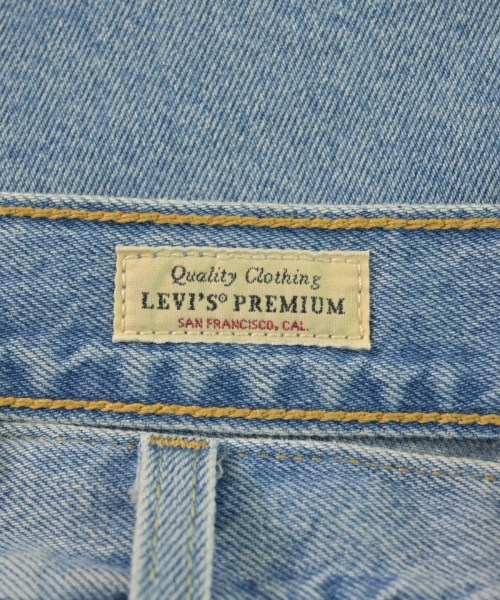 Quality Clothing
LEVI'S® PREMIUM
SAN FRANCISCO, CAL.